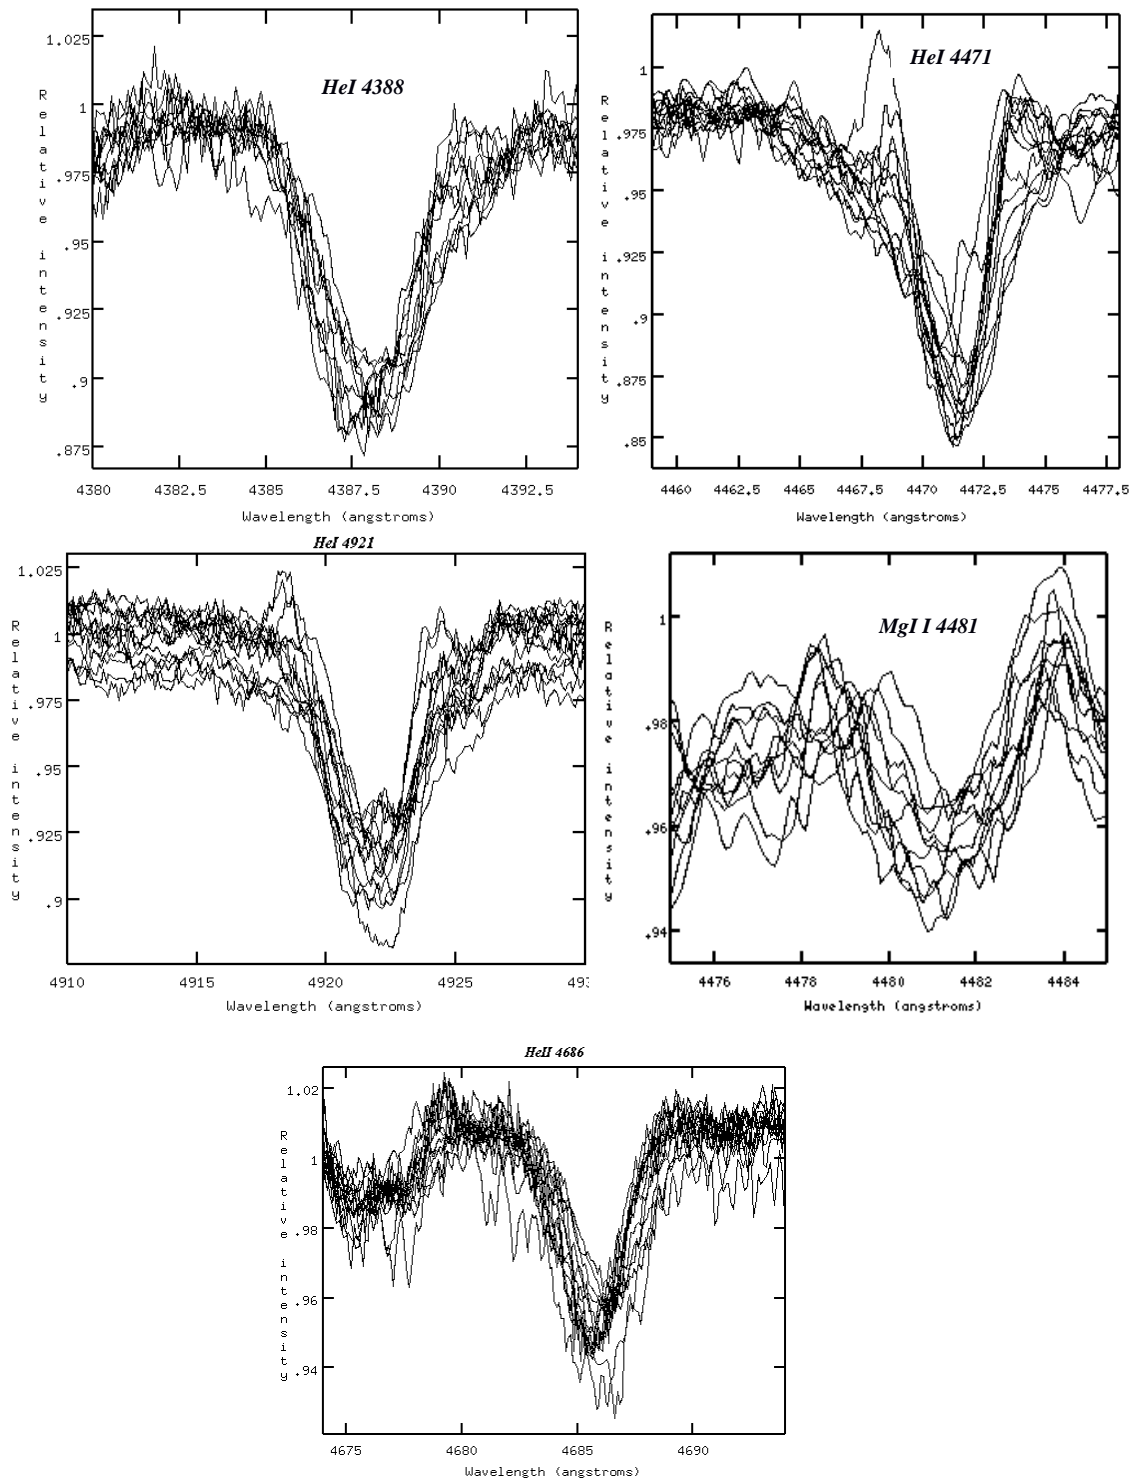 HeI 4388
1.025
1
.975
.95
.925
.9
.875
Relative intensity
4380 4382.5 4385 4387.5 4390 4392.5
Wavelength (angstroms)
HeI 4471
1
.975
.95
.925
.9
.875
.85
Relative intensity
4460 4462.5 4465 4467.5 4470 4472.5 4475 4477.5
Wavelength (angstroms)
HeI 4921
1.025
1
.975
.95
.925
.9
Relative intensity
4910 4915 4920 4925
Wavelength (angstroms)
MgI I 4481
1
.98
.96
.94
Relative intensity
4476 4478 4480 4482 4484
Wavelength (angstroms)
HeII 4686
1.02
1
.98
.96
.94
Relative intensity
4675 4680 4685 4690
Wavelength (angstroms)